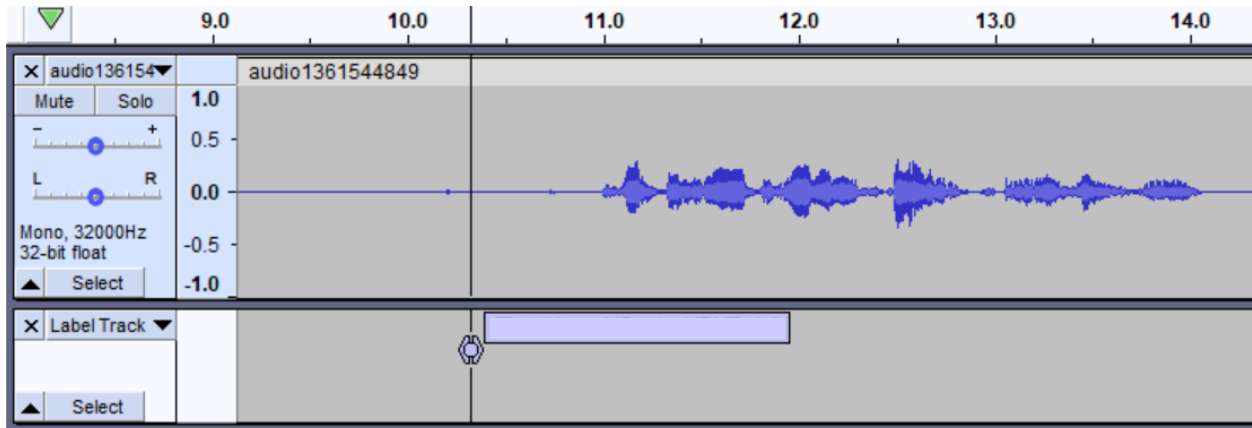 9.0 10.0 11.0 12.0 13.0 14.0
× audio136154▼ audio1361544849
Mute Solo 1.0
- + 0.5
L R 0.0
Mono, 32000Hz
32-bit float -0.5
▲ Select -1.0
× Label Track ▼
▲ Select